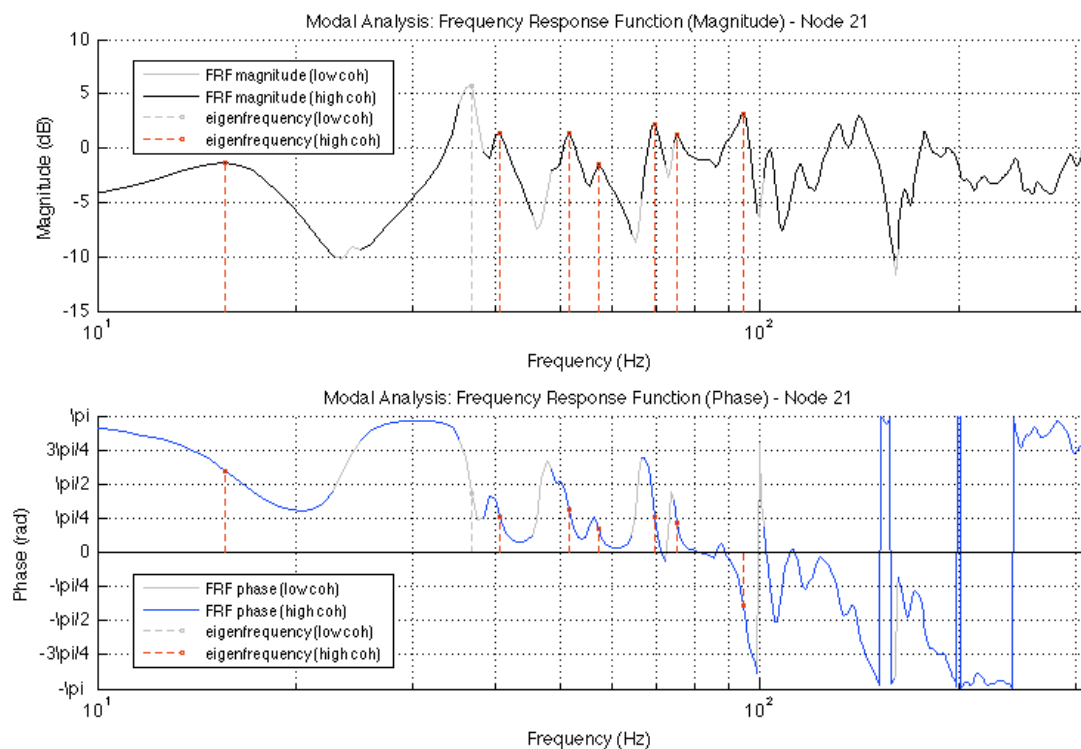 Modal Analysis: Frequency Response Function (Magnitude) - Node 21
10
5
0
-5
-10
-15
Magnitude (dB)
FRF magnitude (low coh)
FRF magnitude (high coh)
eigenfrequency (low coh)
eigenfrequency (high coh)
10^1
10^2
Frequency (Hz)
Modal Analysis: Frequency Response Function (Phase) - Node 21
\pi
3\pi/4
\pi/2
\pi/4
0
-\pi/4
-\pi/2
-3\pi/4
-\pi
Phase (rad)
FRF phase (low coh)
FRF phase (high coh)
eigenfrequency (low coh)
eigenfrequency (high coh)
10^1
10^2
Frequency (Hz)